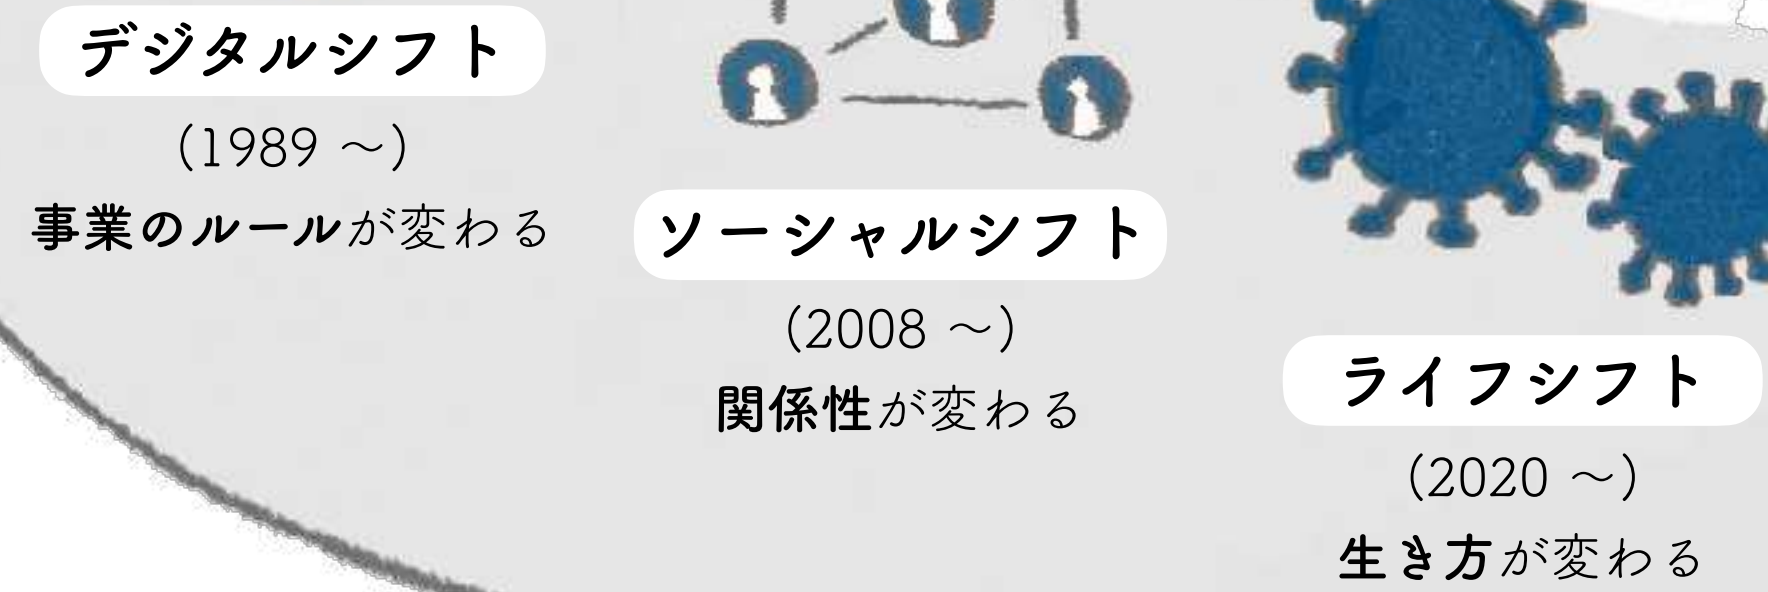 デジタルシフト
(1989 〜)
事業のルールが変わる
ソーシャルシフト
(2008 〜)
関係性が変わる
ライフシフト
(2020 〜)
生き方が変わる